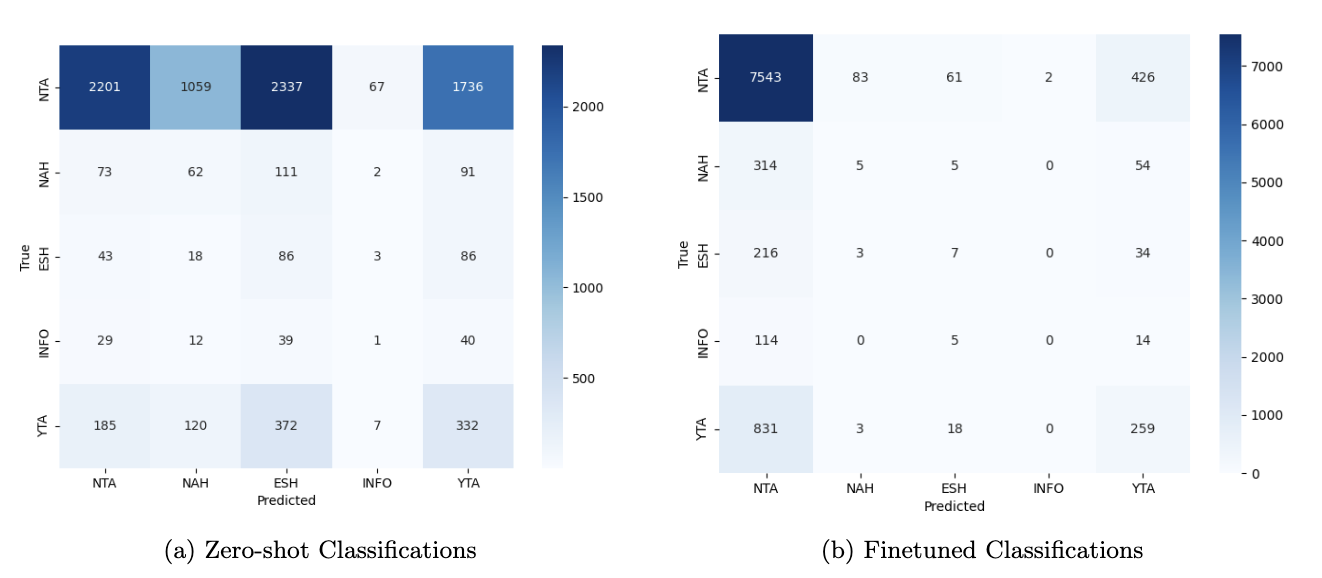 NTA 2201 1059 2337 67 1736
NAH 73 62 111 2 91
ESH 43 18 86 3 86
INFO 29 12 39 1 40
YTA 185 120 372 7 332
True
NTA NAH ESH INFO YTA
Predicted
2000
1500
1000
500
(a) Zero-shot Classifications
NTA 7543 83 61 2 426
NAH 314 5 5 0 54
ESH 216 3 7 0 34
INFO 114 0 5 0 14
YTA 831 3 18 0 259
True
NTA NAH ESH INFO YTA
Predicted
7000
6000
5000
4000
3000
2000
1000
0
(b) Finetuned Classifications